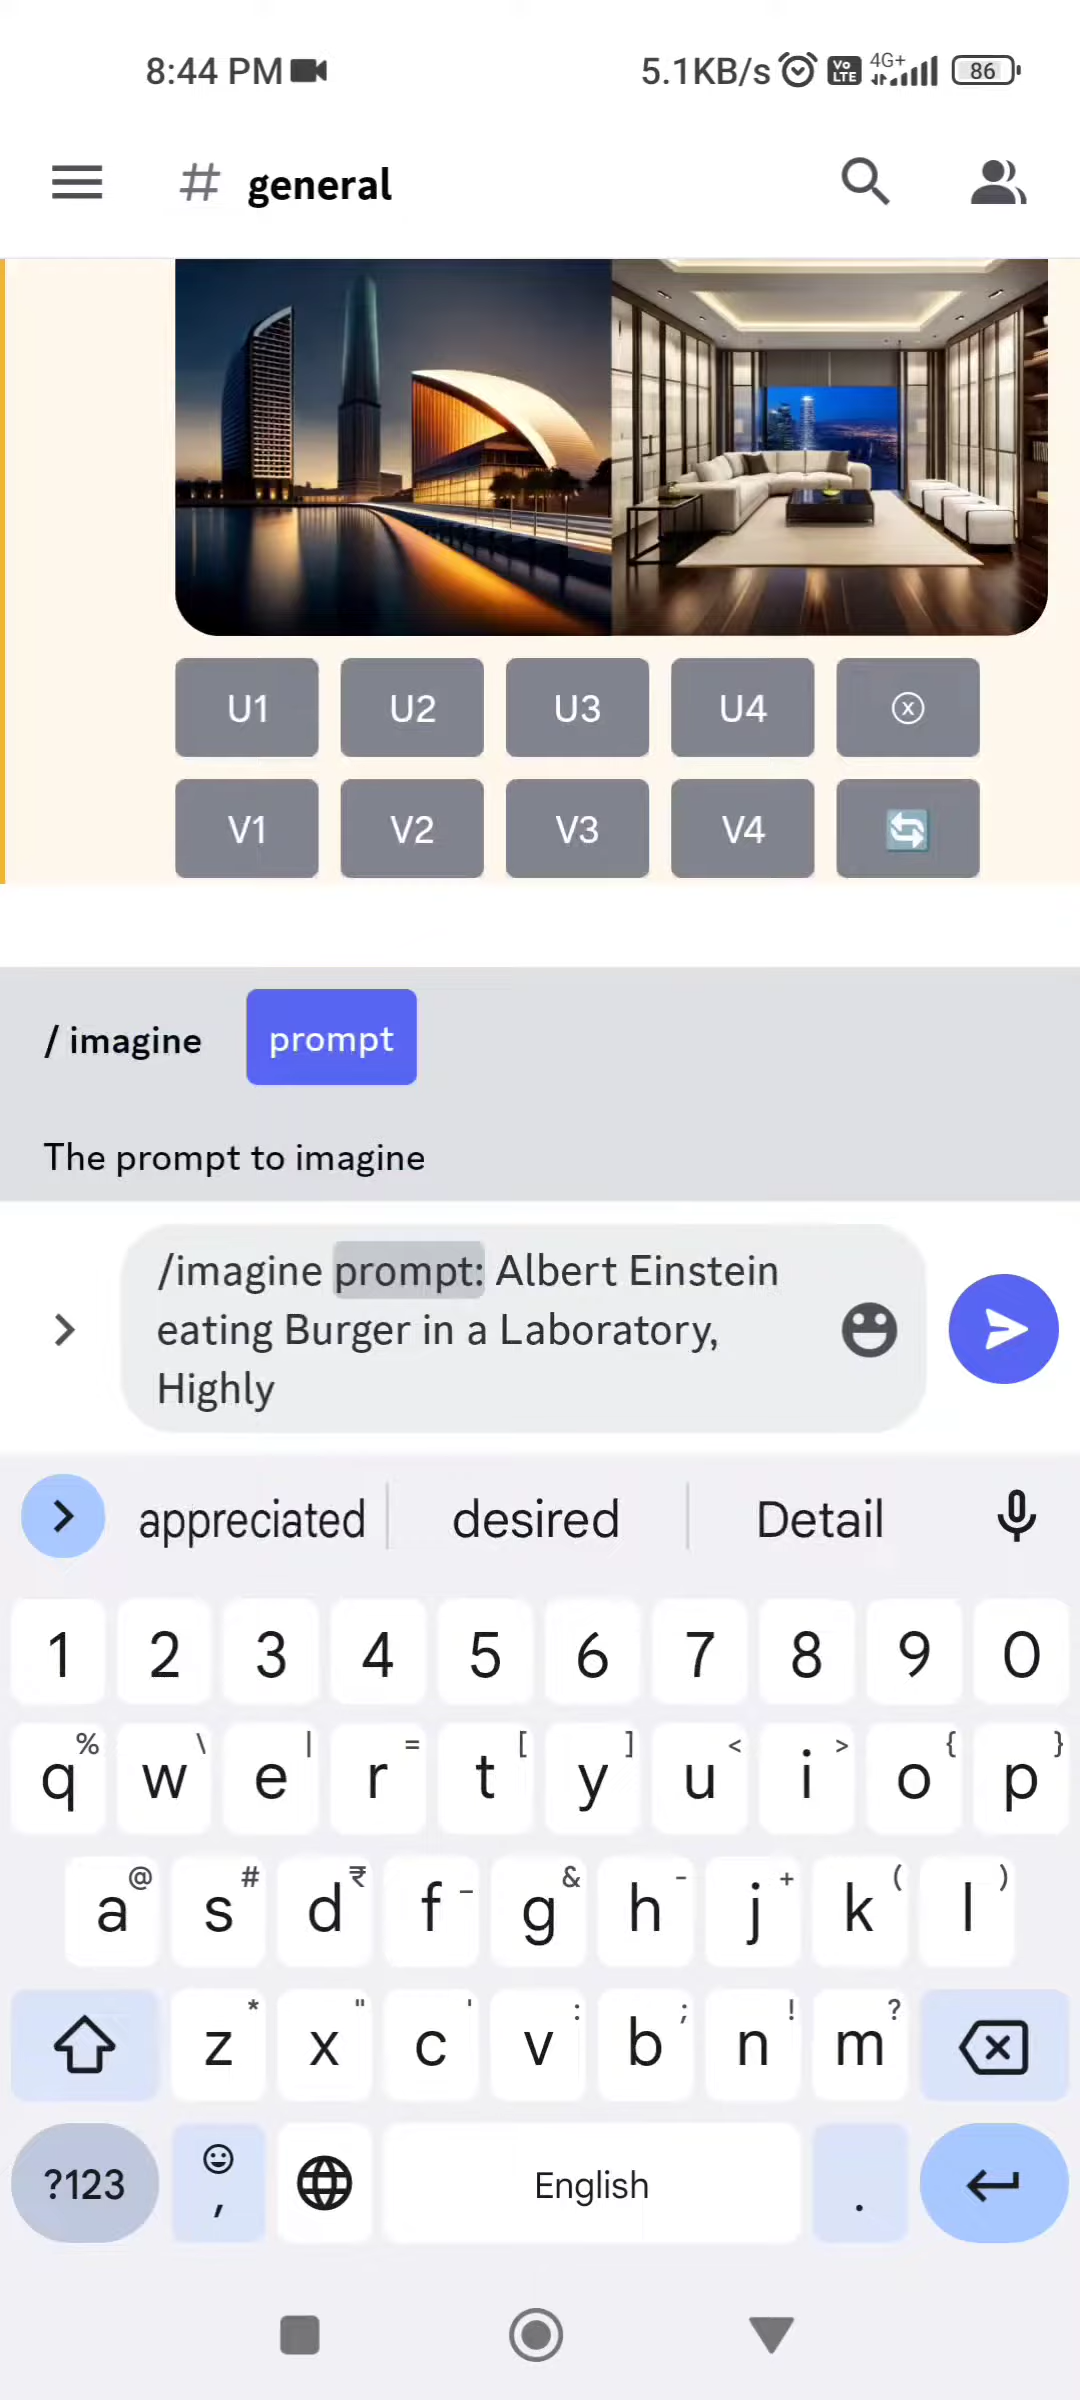 8:44 PM 5.1KB/s Vo LTE 4G+ 86
# general
U1 U2 U3 U4
V1 V2 V3 V4
/ imagine prompt
The prompt to imagine
/imagine prompt: Albert Einstein
eating Burger in a Laboratory,
Highly
appreciated desired Detail
1 2 3 4 5 6 7 8 9 0
% \ | = [ ] < > { }
q w e r t y u i o p
@ # ₹ _ & - + ( )
a s d f g h j k l
* " ' : ; ! ?
z x c v b n m
?123 , English .